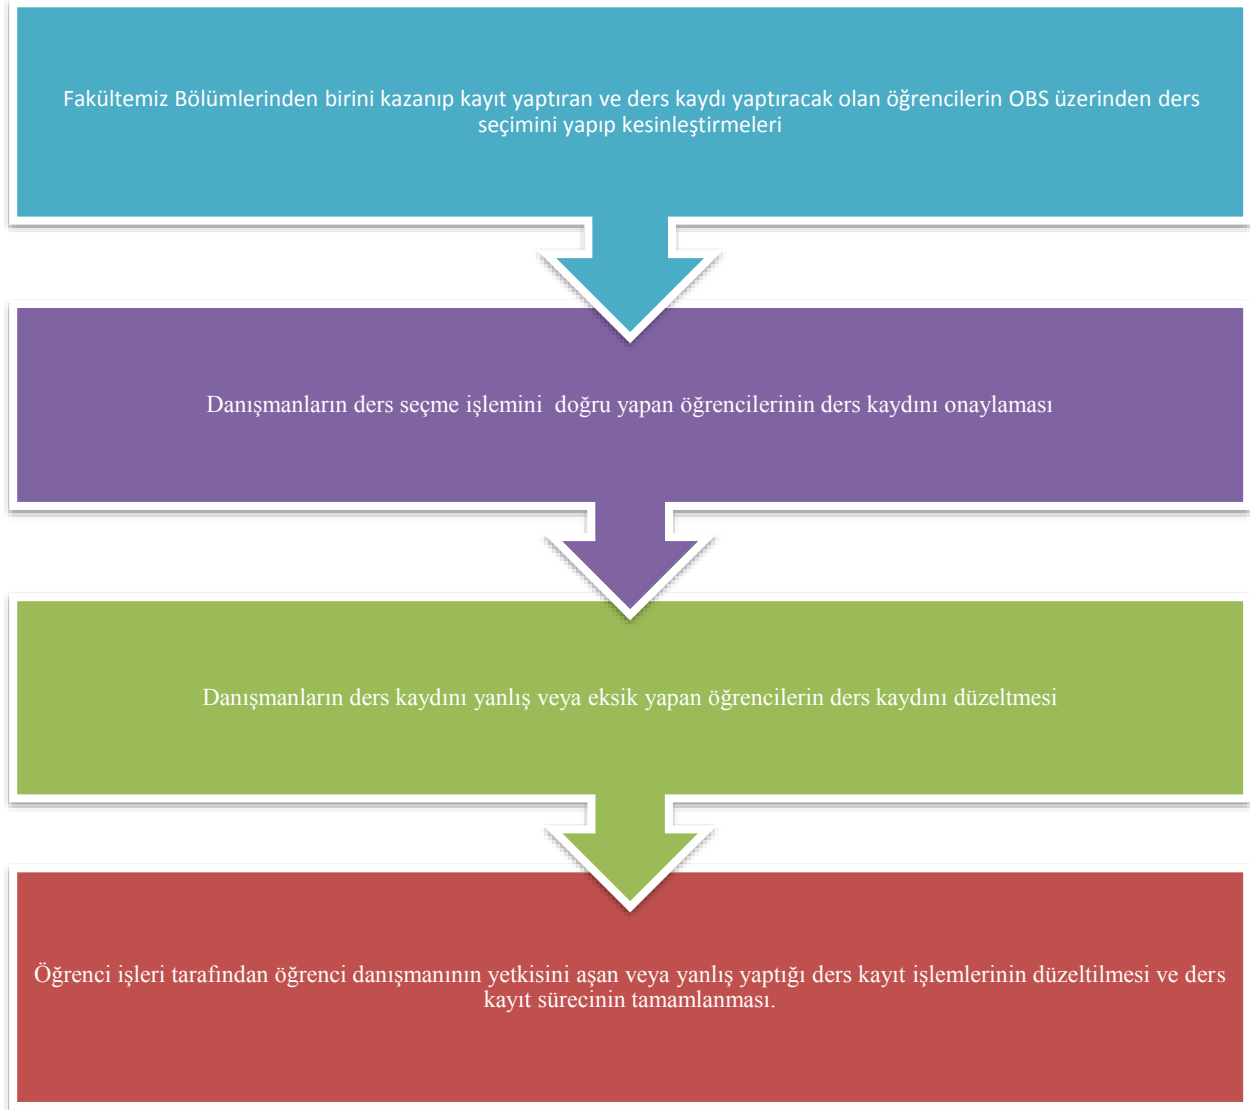 Fakültemiz Bölümlerinden birini kazanıp kayıt yaptıran ve ders kaydı yaptıracak olan öğrencilerin OBS üzerinden ders
seçimini yapıp kesinleştirmeleri
Danışmanların ders seçme işlemini  doğru yapan öğrencilerinin ders kaydını onaylaması
Danışmanların ders kaydını yanlış veya eksik yapan öğrencilerin ders kaydını düzeltmesi
Öğrenci işleri tarafından öğrenci danışmanının yetkisini aşan veya yanlış yaptığı ders kayıt işlemlerinin düzeltilmesi ve ders
kayıt sürecinin tamamlanması.